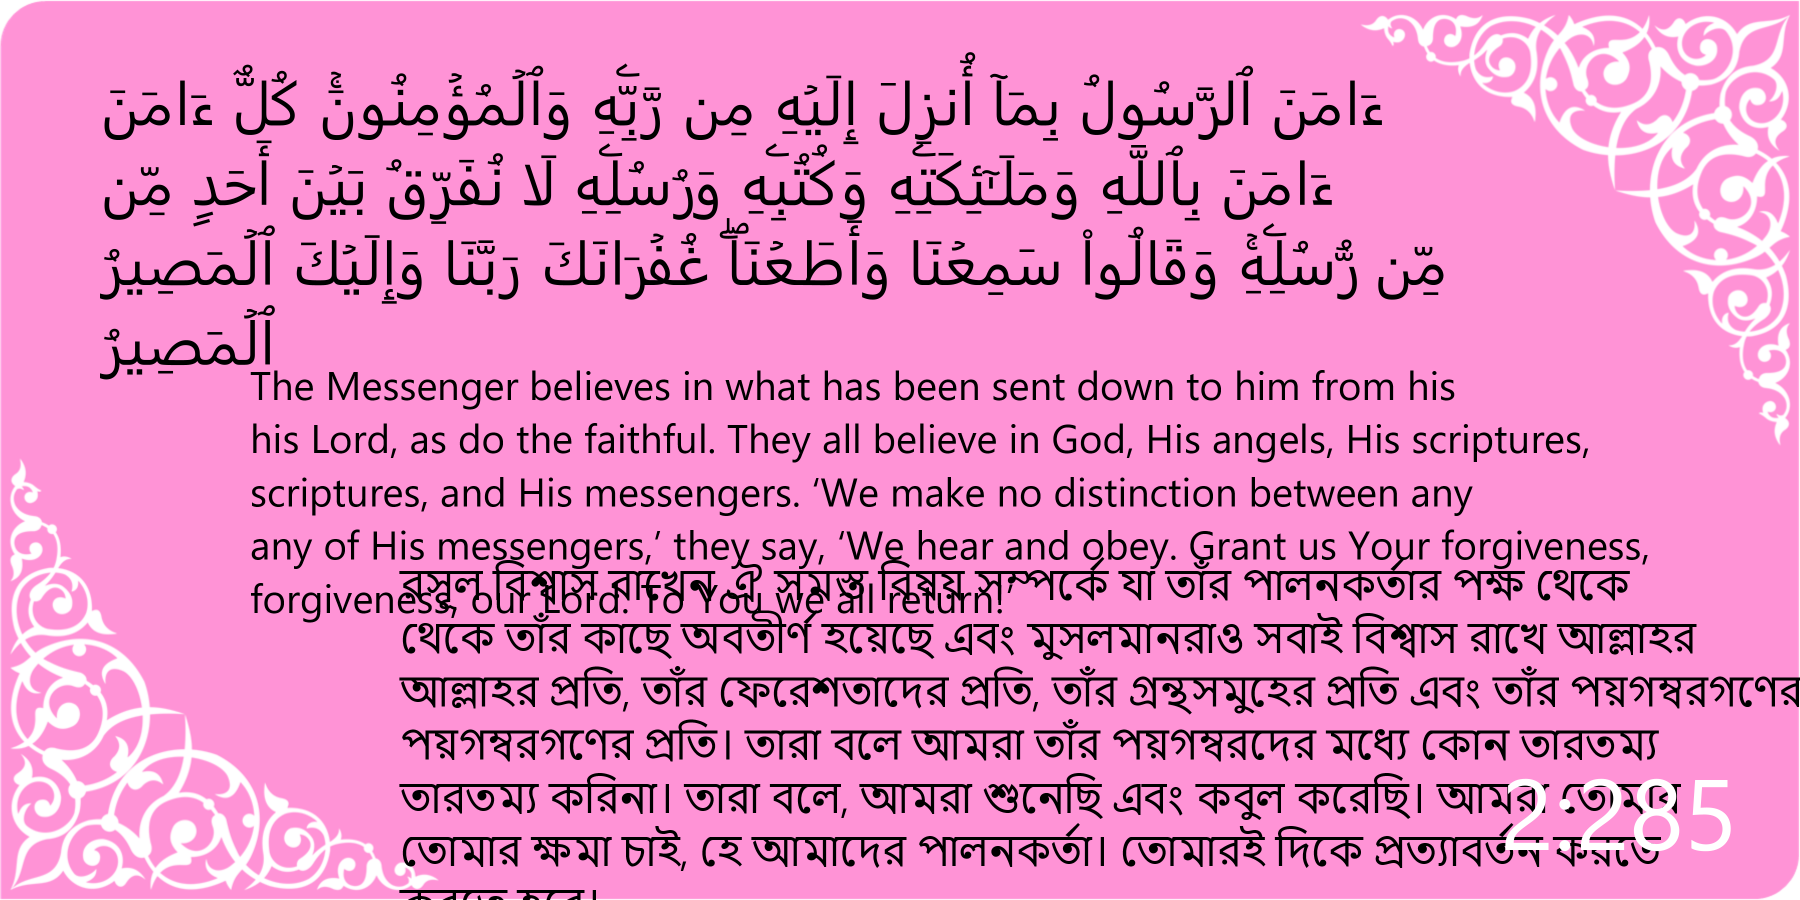 ءَامَنَ ٱلرَّسُولُ بِمَآ أُنزِلَ إِلَيْهِ مِن رَّبِّهِۦ وَٱلْمُؤْمِنُونَۚ كُلٌّ ءَامَنَ
ءَامَنَ بِٱللَّهِ وَمَلَـٰٓئِكَتِهِۦ وَكُتُبِهِۦ وَرُسُلِهِۦ لَا نُفَرِّقُ بَيْنَ أَحَدٍ مِّن
مِّن رُّسُلِهِۦۚ وَقَالُوا۟ سَمِعْنَا وَأَطَعْنَاۖ غُفْرَانَكَ رَبَّنَا وَإِلَيْكَ ٱلْمَصِيرُ
ٱلْمَصِيرُ
The Messenger believes in what has been sent down to him from his
his Lord, as do the faithful. They all believe in God, His angels, His scriptures,
scriptures, and His messengers. ‘We make no distinction between any
any of His messengers,’ they say, ‘We hear and obey. Grant us Your forgiveness,
forgiveness, our Lord. To You we all return!’
রসূল বিশ্বাস রাখেন ঐ সমস্ত বিষয় সম্পর্কে যা তাঁর পালনকর্তার পক্ষ থেকে
থেকে তাঁর কাছে অবতীর্ণ হয়েছে এবং মুসলমানরাও সবাই বিশ্বাস রাখে আল্লাহর
আল্লাহর প্রতি, তাঁর ফেরেশতাদের প্রতি, তাঁর গ্রন্থসমুহের প্রতি এবং তাঁর পয়গম্বরগণের
পয়গম্বরগণের প্রতি। তারা বলে আমরা তাঁর পয়গম্বরদের মধ্যে কোন তারতম্য
তারতম্য করিনা। তারা বলে, আমরা শুনেছি এবং কবুল করেছি। আমরা তোমার
তোমার ক্ষমা চাই, হে আমাদের পালনকর্তা। তোমারই দিকে প্রত্যাবর্তন করতে
করতে হবে।
2:285